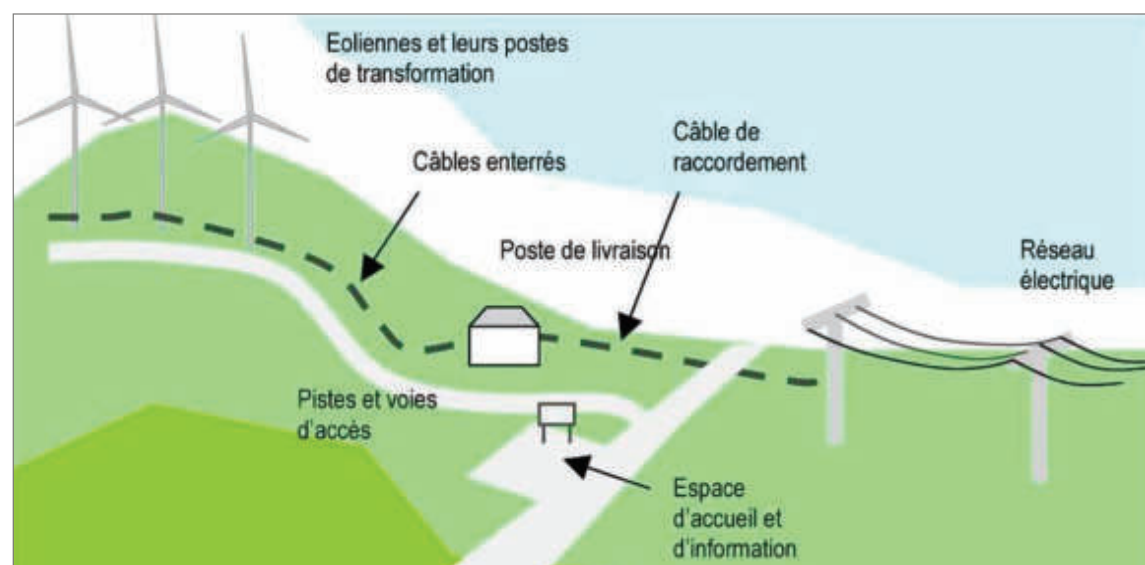 Eoliennes et leurs postes
de transformation
Câble de
raccordement
Câbles enterrés
Poste de livraison
Réseau
électrique
Pistes et voies
d'accès
Espace
d'accueil et
d'information